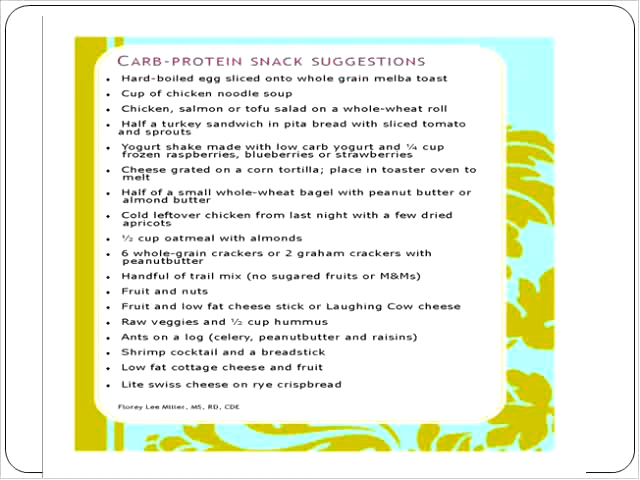 CARB-PROTEIN SNACK SUGGESTIONS
• Hard-boiled egg sliced onto whole grain melba toast
• Cup of chicken noodle soup
• Chicken, salmon or tofu salad on a whole-wheat roll
• Half a turkey sandwich in pita bread with sliced tomato
and sprouts
• Yogurt shake made with low carb yogurt and ¼ cup
frozen raspberries, blueberries or strawberries
• Cheese grated on a corn tortilla; place in toaster oven to
melt
• Half of a small whole-wheat bagel with peanut butter or
almond butter
• Cold leftover chicken from last night with a few dried
apricots
• ½ cup oatmeal with almonds
• 6 whole-grain crackers or 2 graham crackers with
peanutbutter
• Handful of trail mix (no sugared fruits or M&Ms)
• Fruit and nuts
• Fruit and low fat cheese stick or Laughing Cow cheese
• Raw veggies and ½ cup hummus
• Ants on a log (celery, peanutbutter and raisins)
• Shrimp cocktail and a breadstick
• Low fat cottage cheese and fruit
• Lite swiss cheese on rye crispbread
Florey Lee Miller, MS, RD, CDE